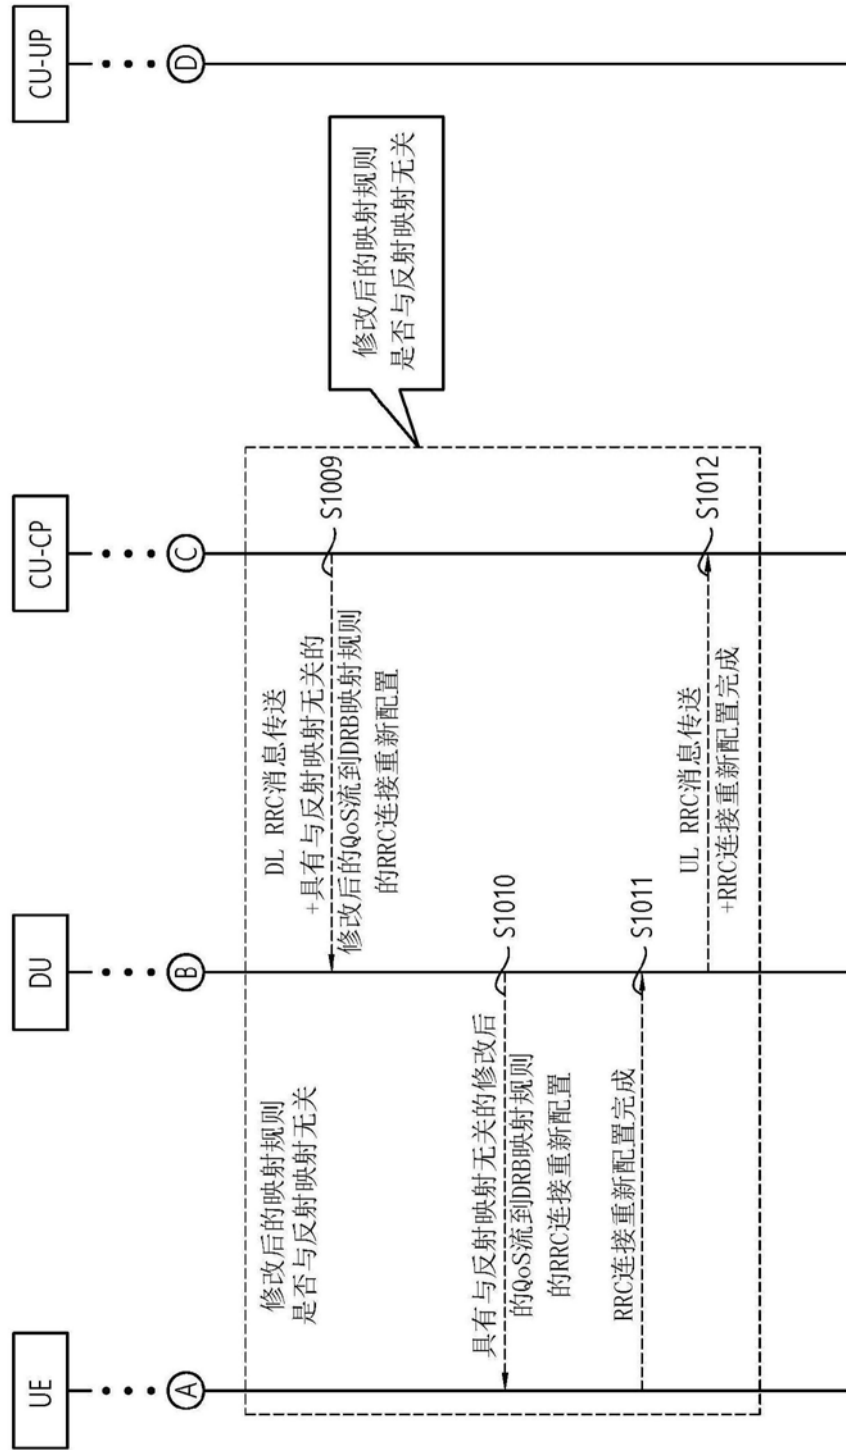 UE
DU
CU-CP
CU-UP
A
B
C
D
修改后的映射规则
是否与反射映射无关
DL RRC消息传送
+具有与反射映射无关的
修改后的QoS流到DRB映射规则
的RRC连接重新配置
S1009
修改后的映射规则
是否与反射映射无关
具有与反射映射无关的修改后
的QoS流到DRB映射规则
的RRC连接重新配置
S1010
RRC连接重新配置完成
S1011
UL RRC消息传送
+RRC连接重新配置完成
S1012